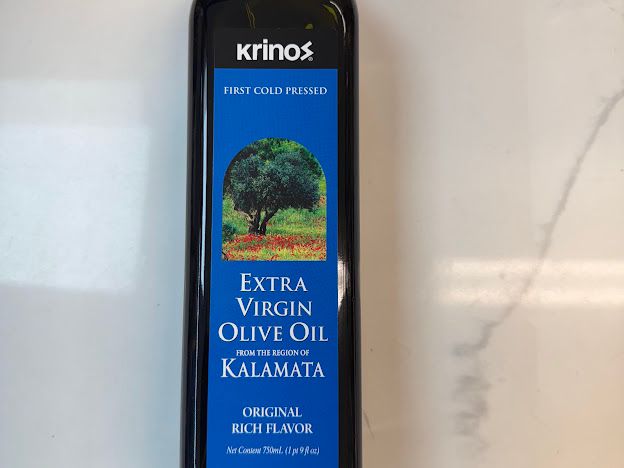 Krinos®
FIRST COLD PRESSED
EXTRA
VIRGIN
OLIVE OIL
FROM THE REGION OF
KALAMATA
ORIGINAL
RICH FLAVOR
Net Content 750mL (1 pt 9 fl oz)